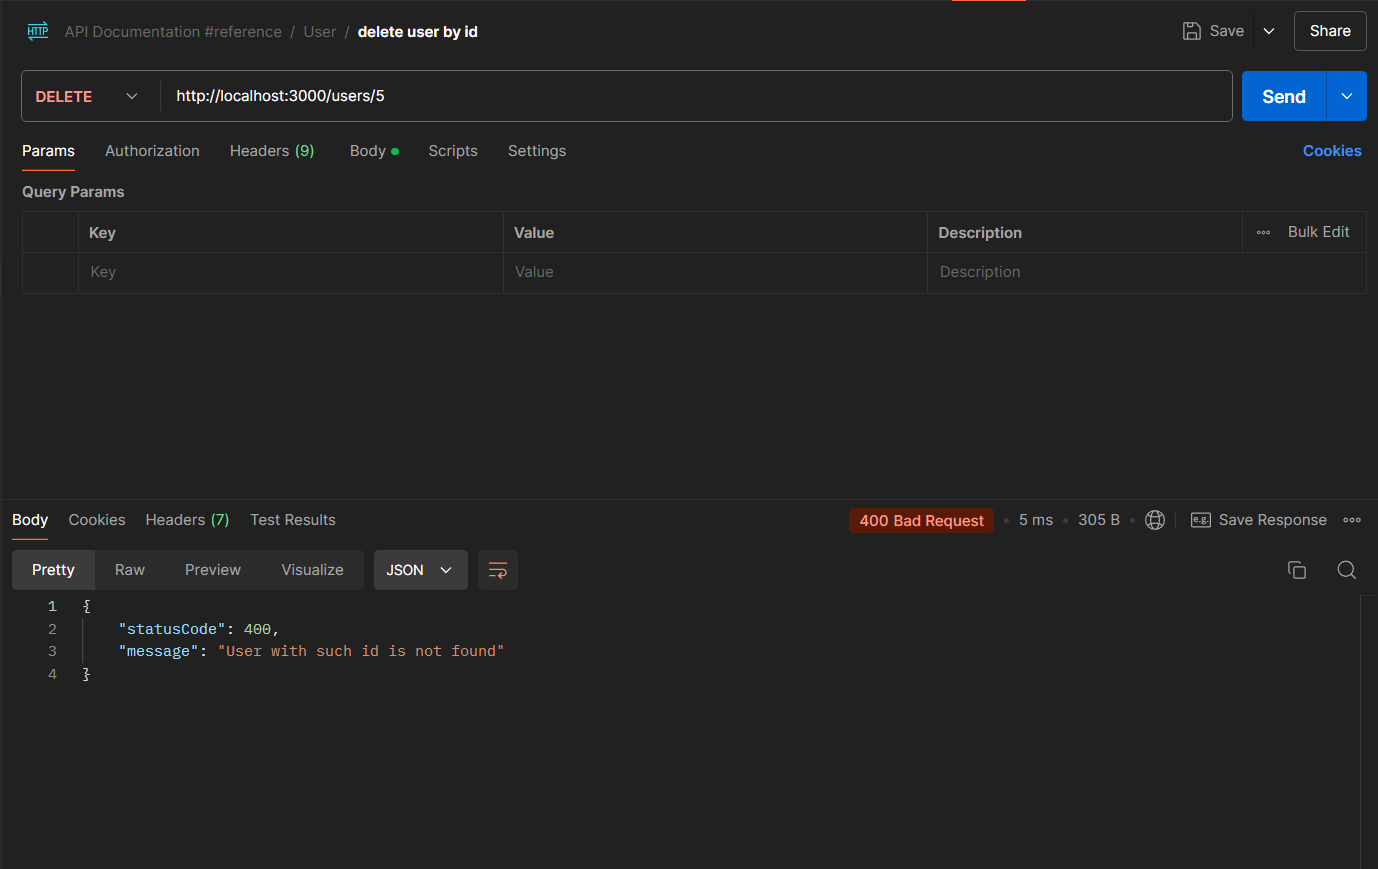 HTTP API Documentation #reference / User / delete user by id Save Share
DELETE http://localhost:3000/users/5 Send
Params Authorization Headers (9) Body Scripts Settings Cookies
Query Params
Key Value Description Bulk Edit
Key Value Description
Body Cookies Headers (7) Test Results 400 Bad Request 5 ms 305 B e.g. Save Response
Pretty Raw Preview Visualize JSON
1 {
2 "statusCode": 400,
3 "message": "User with such id is not found"
4 }